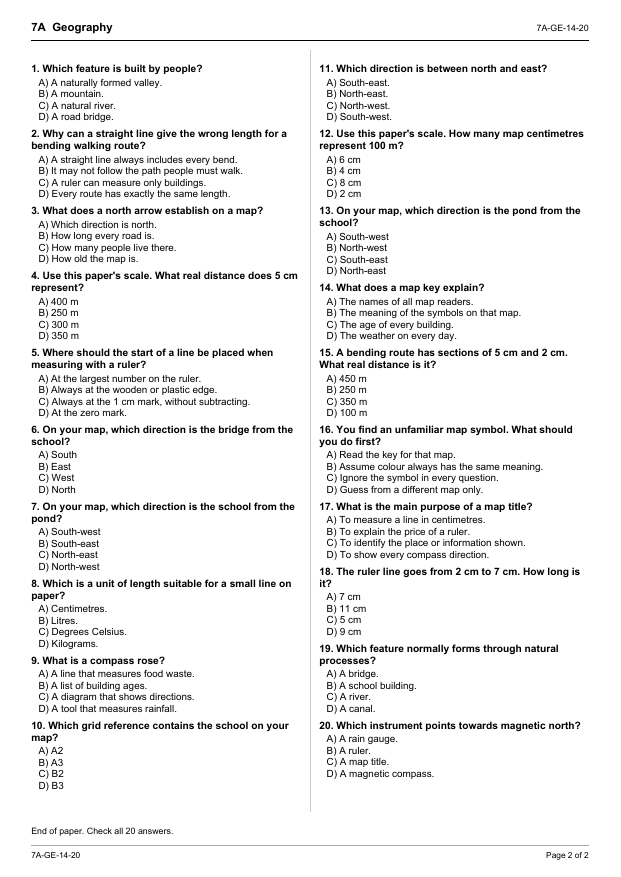 7A Geography
7A-GE-14-20
1. Which feature is built by people?
A) A naturally formed valley.
B) A mountain.
C) A natural river.
D) A road bridge.
2. Why can a straight line give the wrong length for a
bending walking route?
A) A straight line always includes every bend.
B) It may not follow the path people must walk.
C) A ruler can measure only buildings.
D) Every route has exactly the same length.
3. What does a north arrow establish on a map?
A) Which direction is north.
B) How long every road is.
C) How many people live there.
D) How old the map is.
4. Use this paper's scale. What real distance does 5 cm
represent?
A) 400 m
B) 250 m
C) 300 m
D) 350 m
5. Where should the start of a line be placed when
measuring with a ruler?
A) At the largest number on the ruler.
B) Always at the wooden or plastic edge.
C) Always at the 1 cm mark, without subtracting.
D) At the zero mark.
6. On your map, which direction is the bridge from the
school?
A) South
B) East
C) West
D) North
7. On your map, which direction is the school from the
pond?
A) South-west
B) South-east
C) North-east
D) North-west
8. Which is a unit of length suitable for a small line on
paper?
A) Centimetres.
B) Litres.
C) Degrees Celsius.
D) Kilograms.
9. What is a compass rose?
A) A line that measures food waste.
B) A list of building ages.
C) A diagram that shows directions.
D) A tool that measures rainfall.
10. Which grid reference contains the school on your
map?
A) A2
B) A3
C) B2
D) B3
11. Which direction is between north and east?
A) South-east.
B) North-east.
C) North-west.
D) South-west.
12. Use this paper's scale. How many map centimetres
represent 100 m?
A) 6 cm
B) 4 cm
C) 8 cm
D) 2 cm
13. On your map, which direction is the pond from the
school?
A) South-west
B) North-west
C) South-east
D) North-east
14. What does a map key explain?
A) The names of all map readers.
B) The meaning of the symbols on that map.
C) The age of every building.
D) The weather on every day.
15. A bending route has sections of 5 cm and 2 cm.
What real distance is it?
A) 450 m
B) 250 m
C) 350 m
D) 100 m
16. You find an unfamiliar map symbol. What should
you do first?
A) Read the key for that map.
B) Assume colour always has the same meaning.
C) Ignore the symbol in every question.
D) Guess from a different map only.
17. What is the main purpose of a map title?
A) To measure a line in centimetres.
B) To explain the price of a ruler.
C) To identify the place or information shown.
D) To show every compass direction.
18. The ruler line goes from 2 cm to 7 cm. How long is
it?
A) 7 cm
B) 11 cm
C) 5 cm
D) 9 cm
19. Which feature normally forms through natural
processes?
A) A bridge.
B) A school building.
C) A river.
D) A canal.
20. Which instrument points towards magnetic north?
A) A rain gauge.
B) A ruler.
C) A map title.
D) A magnetic compass.
End of paper. Check all 20 answers.
7A-GE-14-20
Page 2 of 2